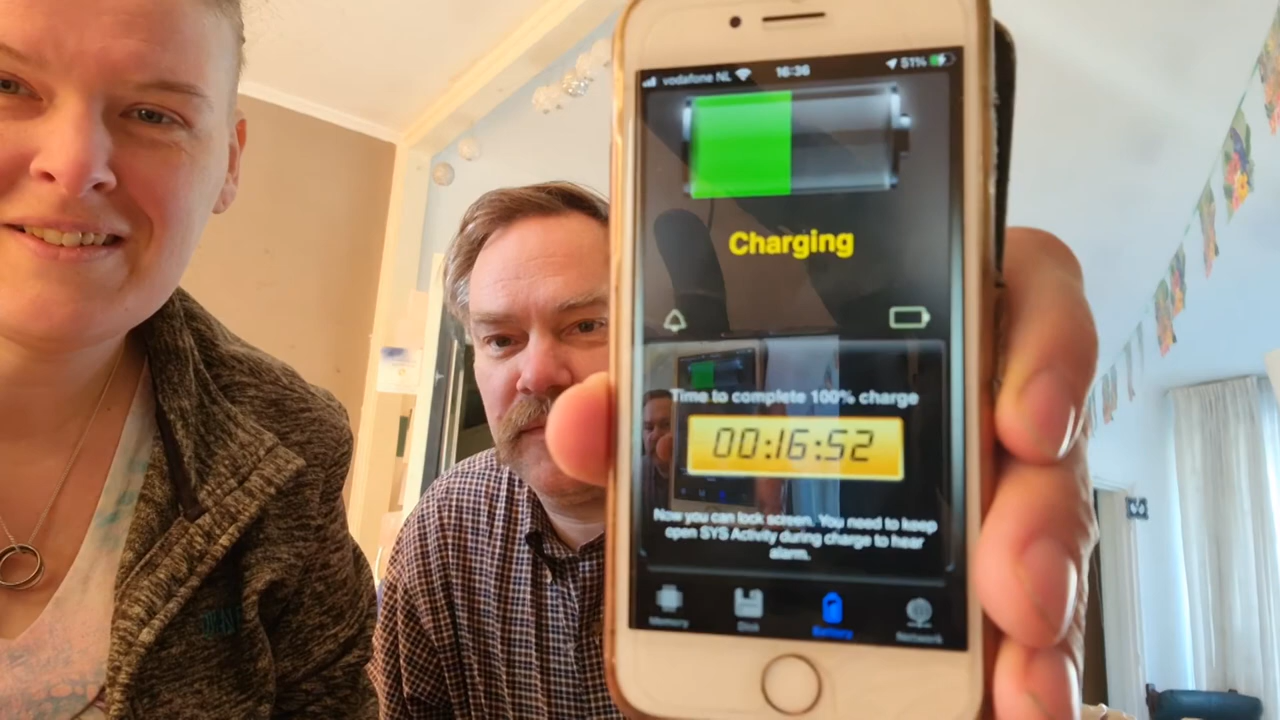 vodafone NL 16:36 51%
Charging
Time to complete 100% charge
00:16:52
Now you can lock screen. You need to keep
open SYS Activity during charge to hear
alarm.
Memory Disk Battery Network